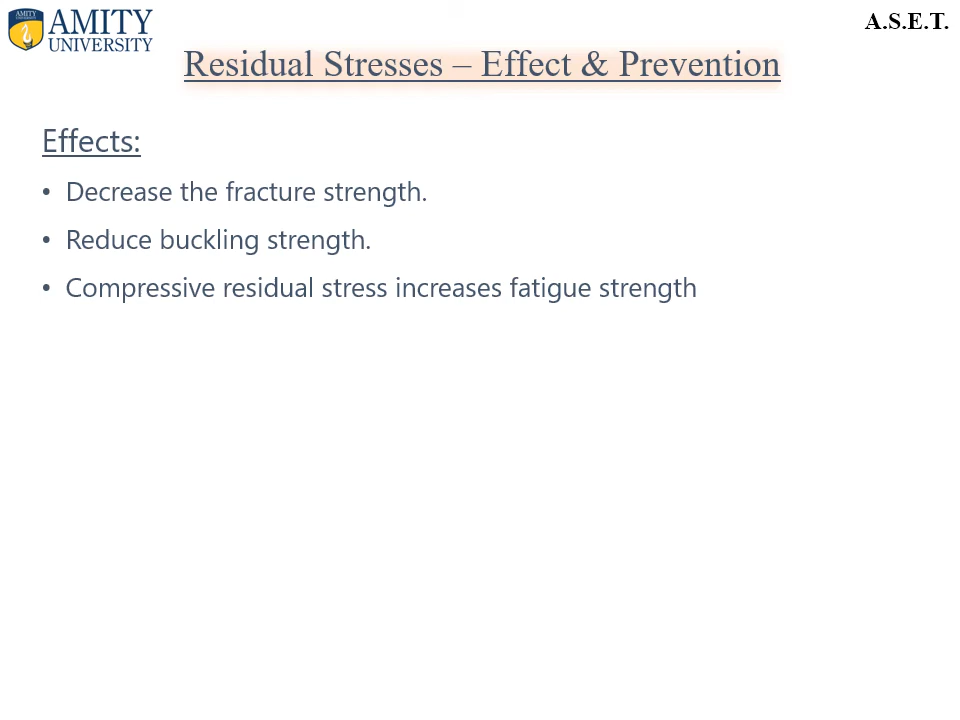 AMITY
AMITY
UNIVERSITY
A.S.E.T.
Residual Stresses – Effect & Prevention
Effects:
• Decrease the fracture strength.
• Reduce buckling strength.
• Compressive residual stress increases fatigue strength